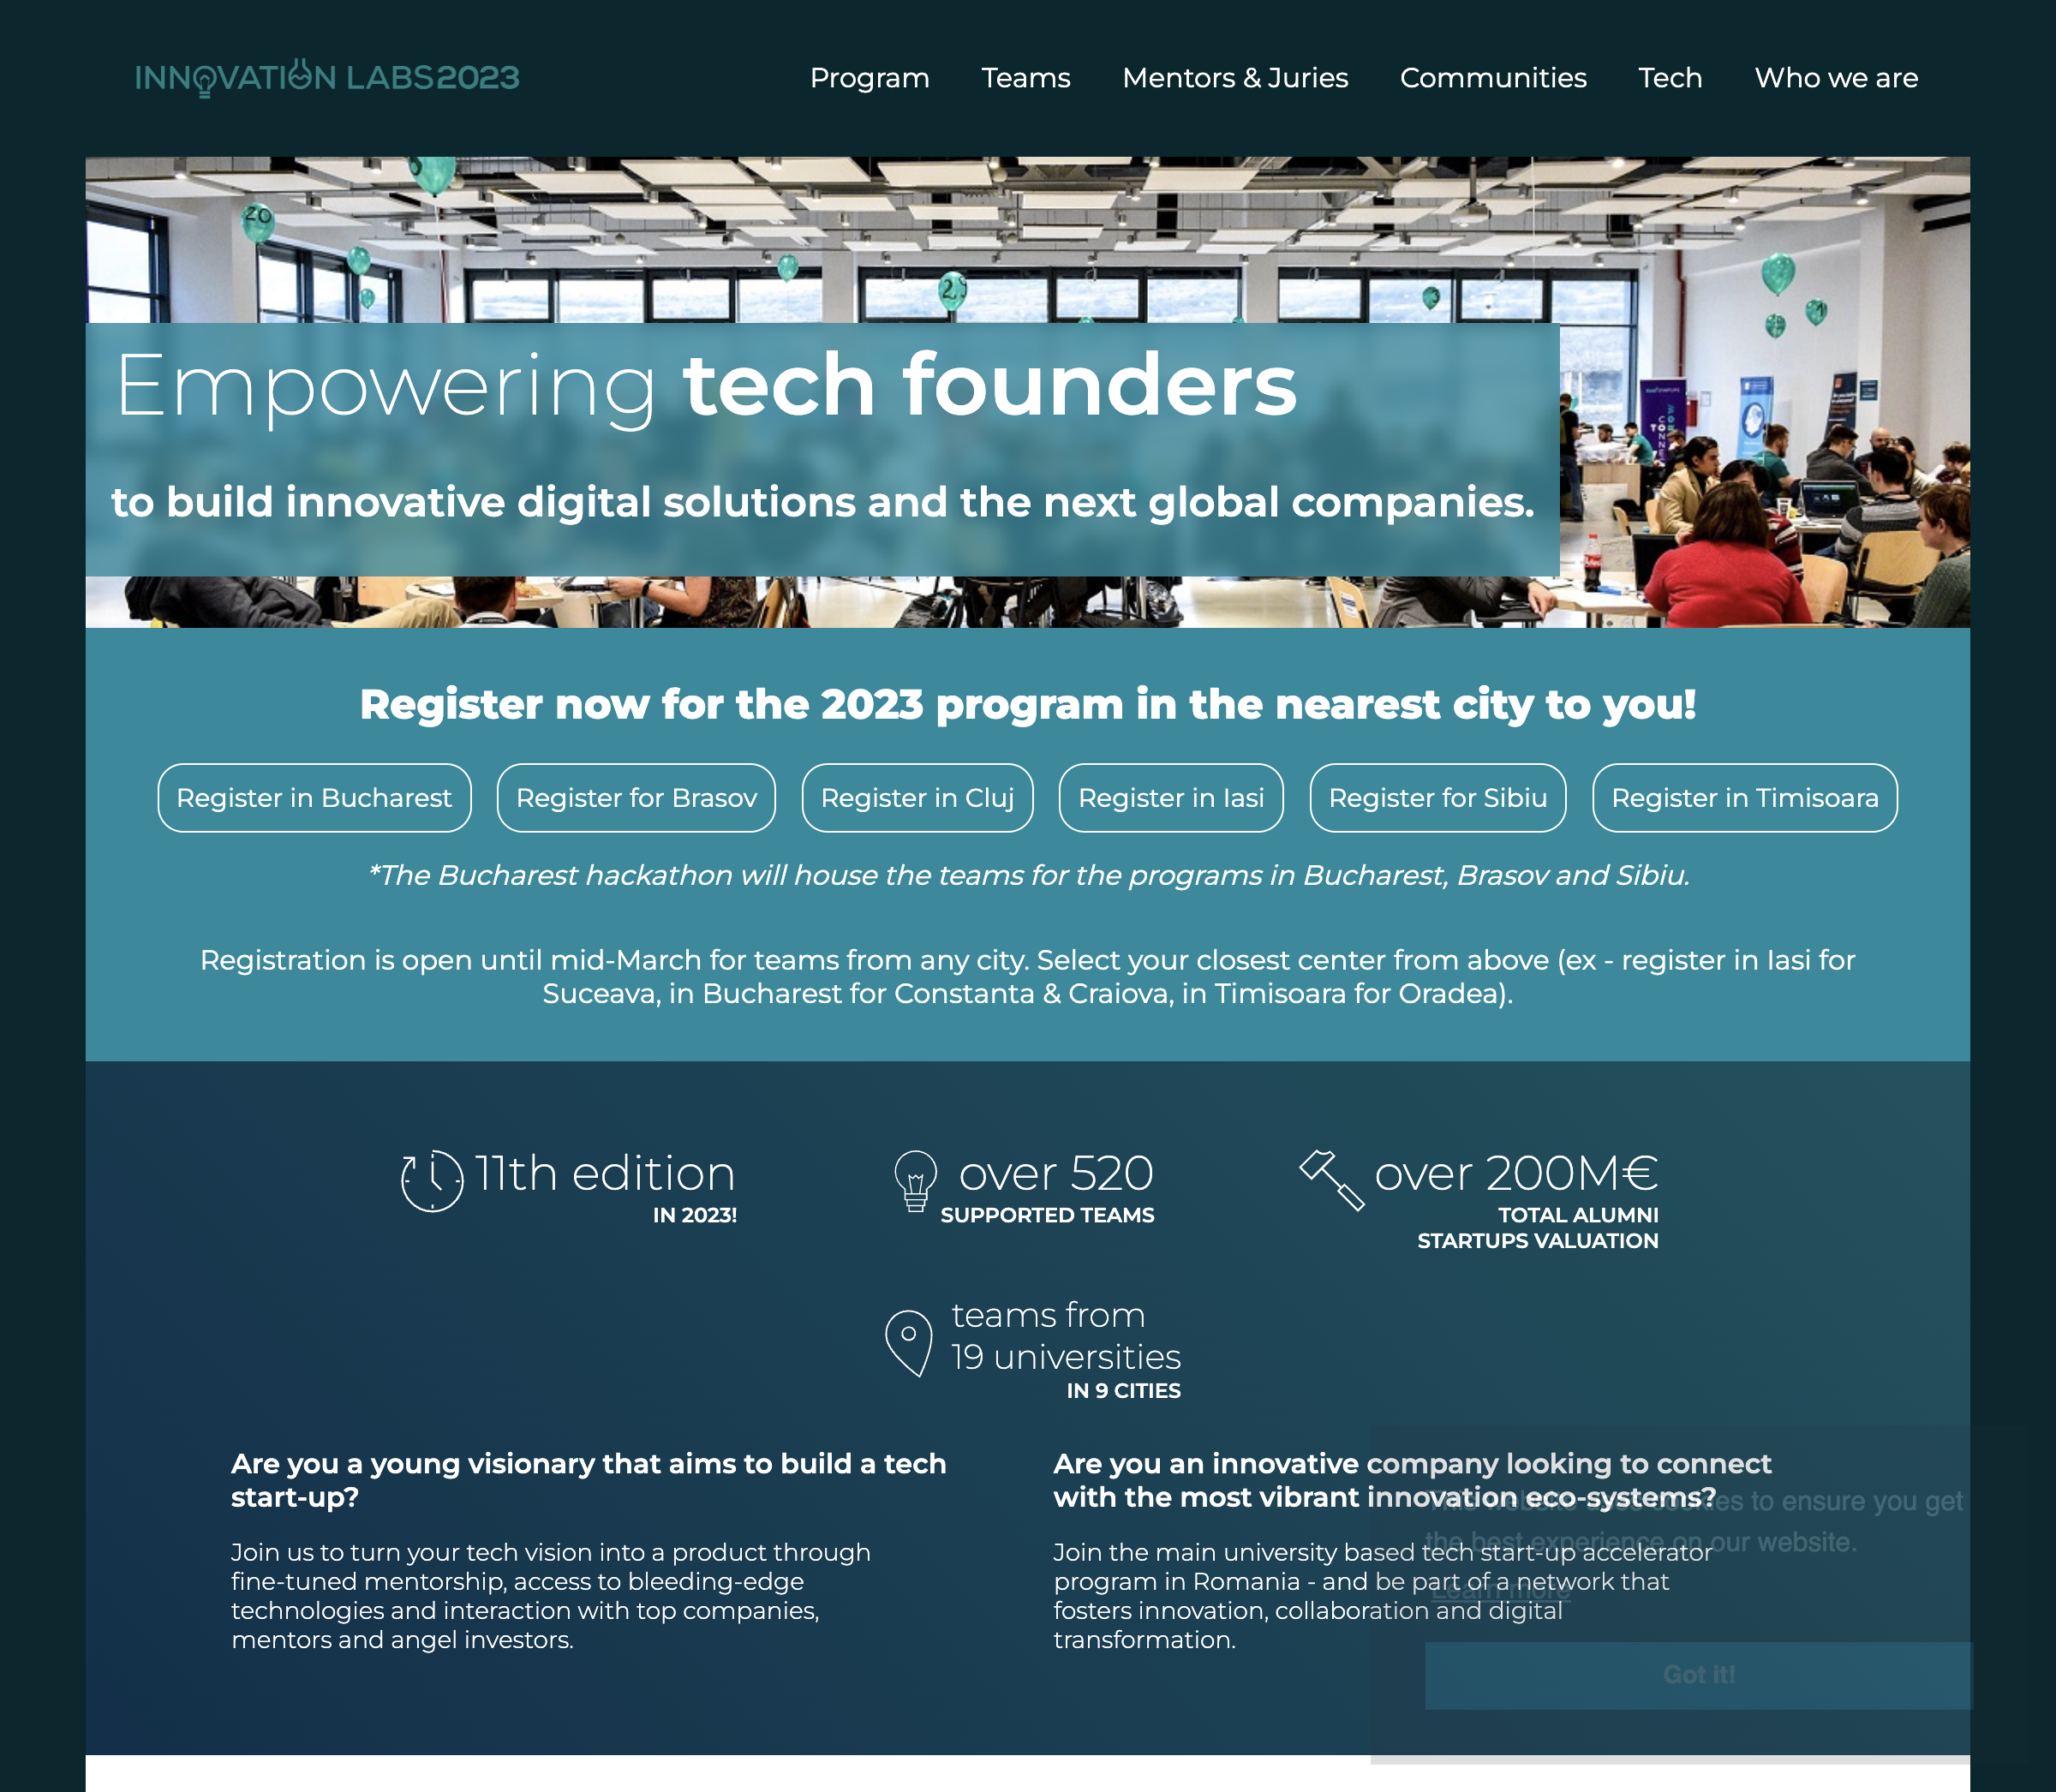 INNOVATION LABS 2023
Program Teams Mentors & Juries Communities Tech Who we are
20
25
3
1
Empowering tech founders
to build innovative digital solutions and the next global companies.
Register now for the 2023 program in the nearest city to you!
Register in Bucharest Register for Brasov Register in Cluj Register in Iasi Register for Sibiu Register in Timisoara
*The Bucharest hackathon will house the teams for the programs in Bucharest, Brasov and Sibiu.
Registration is open until mid-March for teams from any city. Select your closest center from above (ex - register in Iasi for
Suceava, in Bucharest for Constanta & Craiova, in Timisoara for Oradea).
11th edition
IN 2023!
over 520
SUPPORTED TEAMS
over 200M€
TOTAL ALUMNI
STARTUPS VALUATION
teams from
19 universities
IN 9 CITIES
Are you a young visionary that aims to build a tech
start-up?
Join us to turn your tech vision into a product through
fine-tuned mentorship, access to bleeding-edge
technologies and interaction with top companies,
mentors and angel investors.
Are you an innovative company looking to connect
with the most vibrant innovation eco-systems?
Join the main university based tech start-up accelerator
program in Romania - and be part of a network that
fosters innovation, collaboration and digital
transformation.
This website uses cookies to ensure you get
the best experience on our website.
Learn more
Got it!